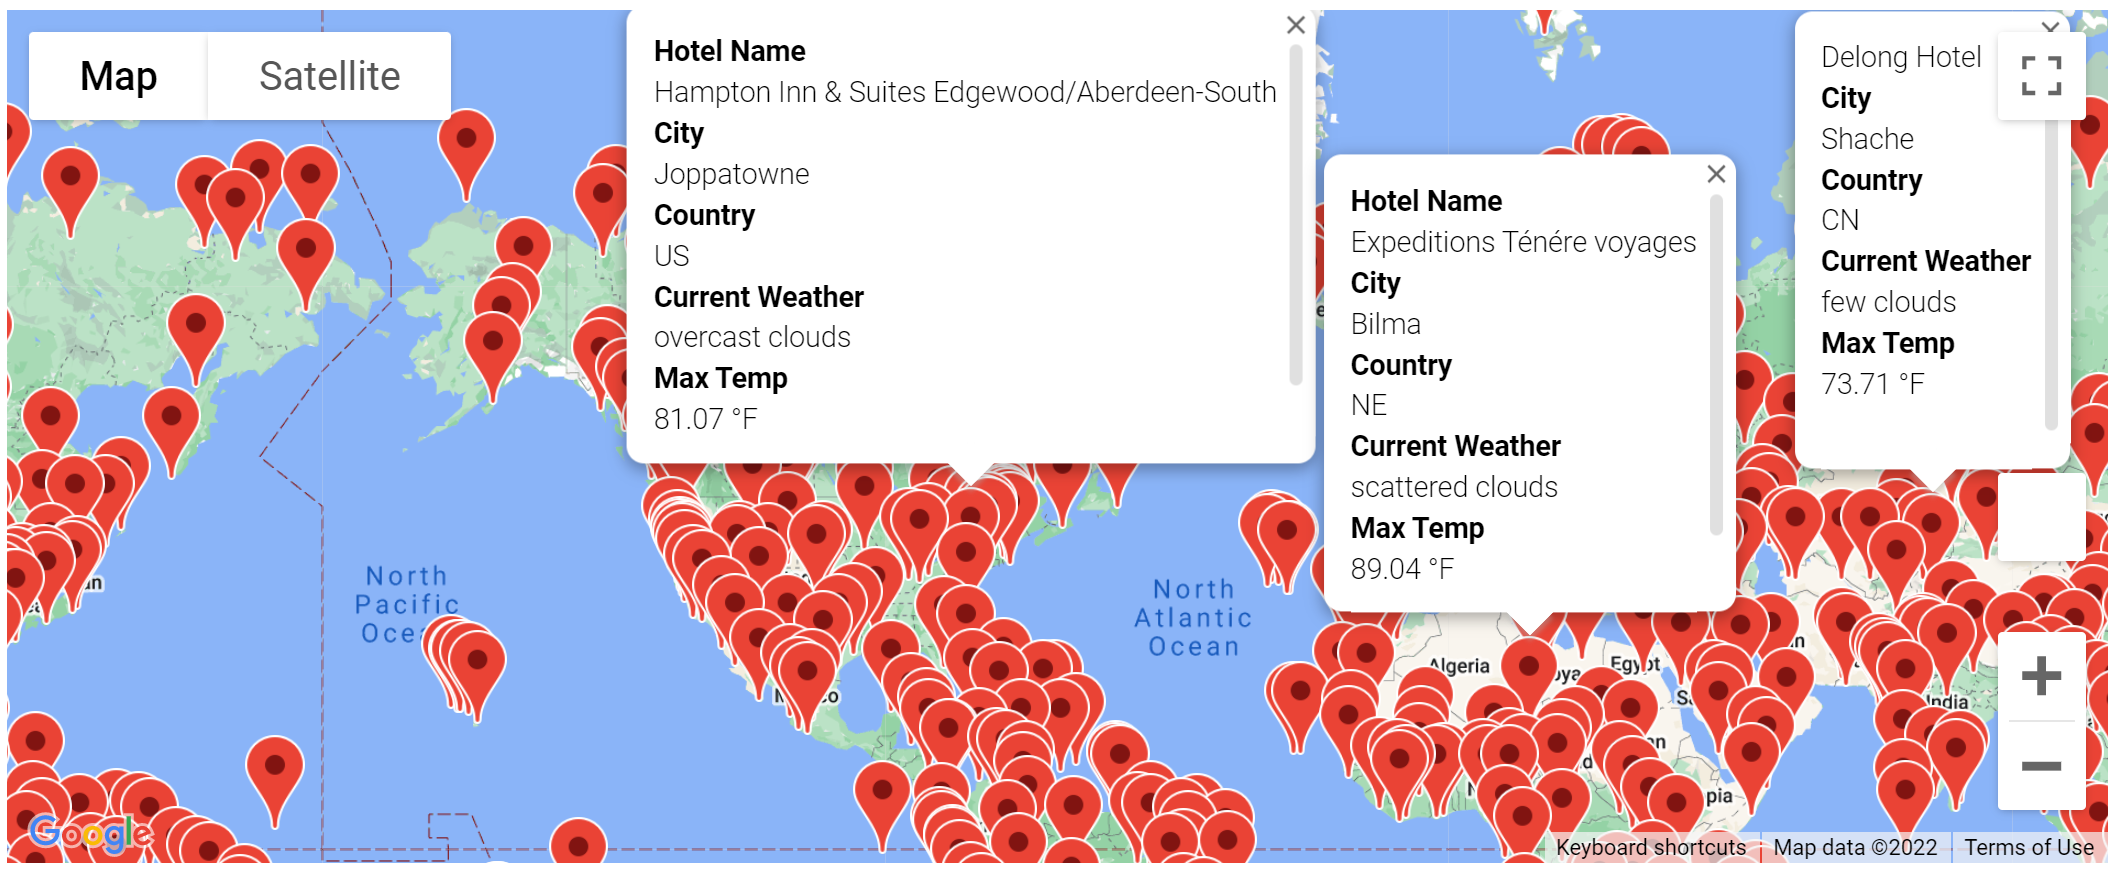 Map
Satellite
Hotel Name
Hampton Inn & Suites Edgewood/Aberdeen-South
City
Joppatowne
Country
US
Current Weather
overcast clouds
Max Temp
81.07 °F
Hotel Name
Expeditions Ténére voyages
City
Bilma
Country
NE
Current Weather
scattered clouds
Max Temp
89.04 °F
Delong Hotel
City
Shache
Country
CN
Current Weather
few clouds
Max Temp
73.71 °F
North
Pacific
North
Atlantic
Ocean
Algeria
Egypt
India
Google
Keyboard shortcuts
Map data ©2022
Terms of Use